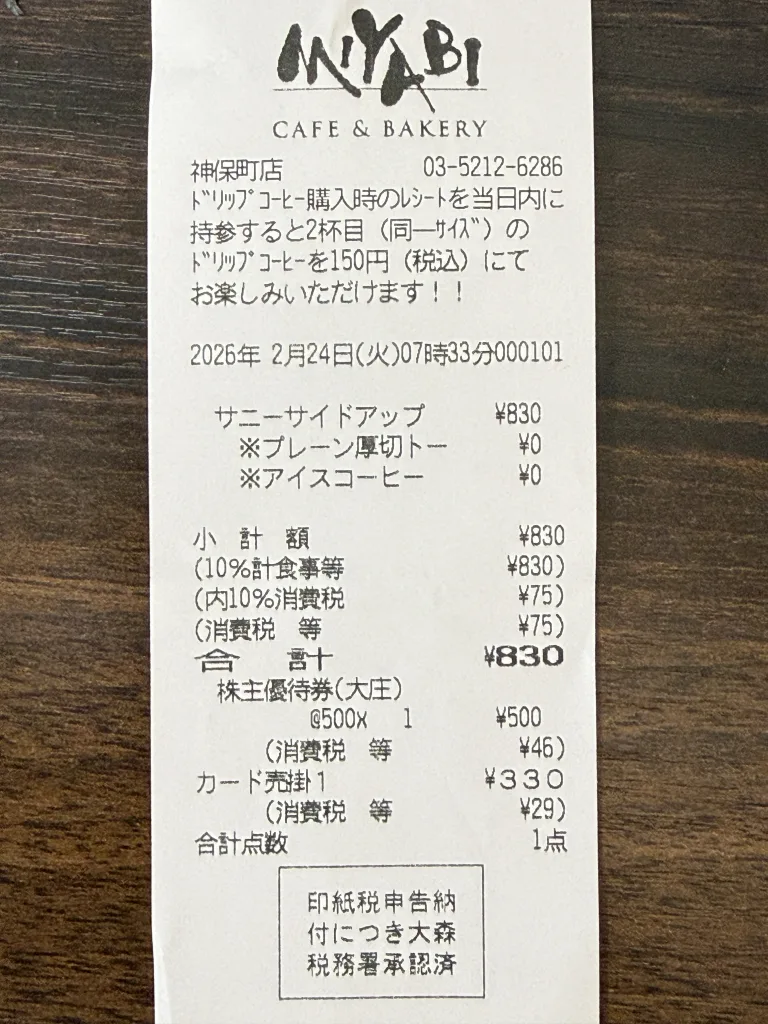 MIYABI
CAFE & BAKERY
神保町店 03-5212-6286
ﾄﾞﾘｯﾌﾟｺｰﾋｰ購入時のﾚｼｰﾄを当日内に
持参すると2杯目（同一ｻｲｽﾞ）の
ﾄﾞﾘｯﾌﾟｺｰﾋｰを150円（税込）にて
お楽しみいただけます！！
2026年 2月24日(火)07時33分000101
サニーサイドアップ ¥830
※プレーン厚切トー ¥0
※アイスコーヒー ¥0
小 計 額 ¥830
(10%計食事等 ¥830)
(内10%消費税 ¥75)
(消費税 等 ¥75)
合 計 ¥830
株主優待券(大庄)
@500x 1 ¥500
(消費税 等 ¥46)
カード売掛1 ¥330
(消費税 等 ¥29)
合計点数 1点
印紙税申告納
付につき大森
税務署承認済